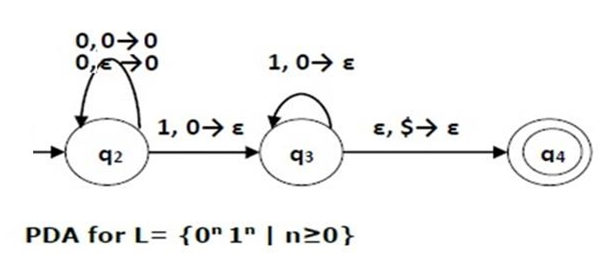 0,0→0
0,ε→0
1, 0→ ε
1, 0→ ε
ε, $→ ε
q2
q3
q4
PDA for L= {0ⁿ 1ⁿ | n≥0}